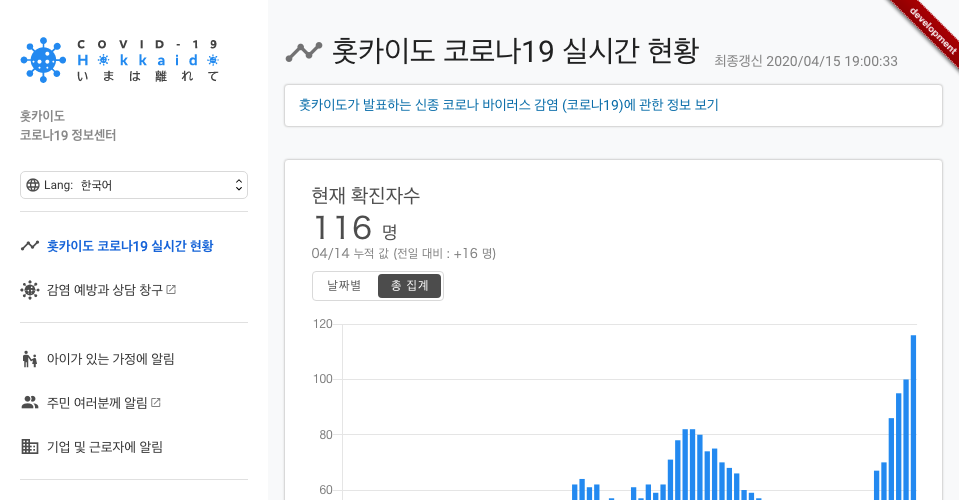 COVID-19
Hokkaido
いまは離れて
홋카이도
코로나19 정보센터
Lang: 한국어
홋카이도 코로나19 실시간 현황
감염 예방과 상담 창구
아이가 있는 가정에 알림
주민 여러분께 알림
기업 및 근로자에 알림
홋카이도 코로나19 실시간 현황
최종갱신 2020/04/15 19:00:33
development
홋카이도가 발표하는 신종 코로나 바이러스 감염 (코로나19)에 관한 정보 보기
현재 확진자수
116 명
04/14 누적 값 (전일 대비 : +16 명)
날짜별 총 집계
120
100
80
60